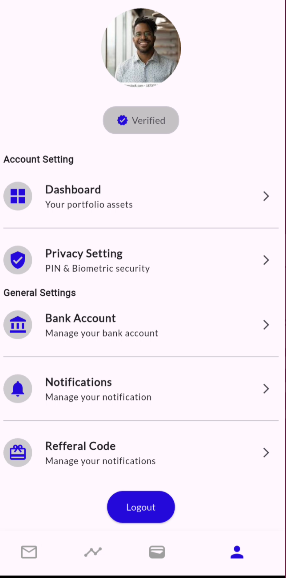 Verified
Account Setting
Dashboard
Your portfolio assets
Privacy Setting
PIN & Biometric security
General Settings
Bank Account
Manage your bank account
Notifications
Manage your notification
Refferal Code
Manage your notifications
Logout